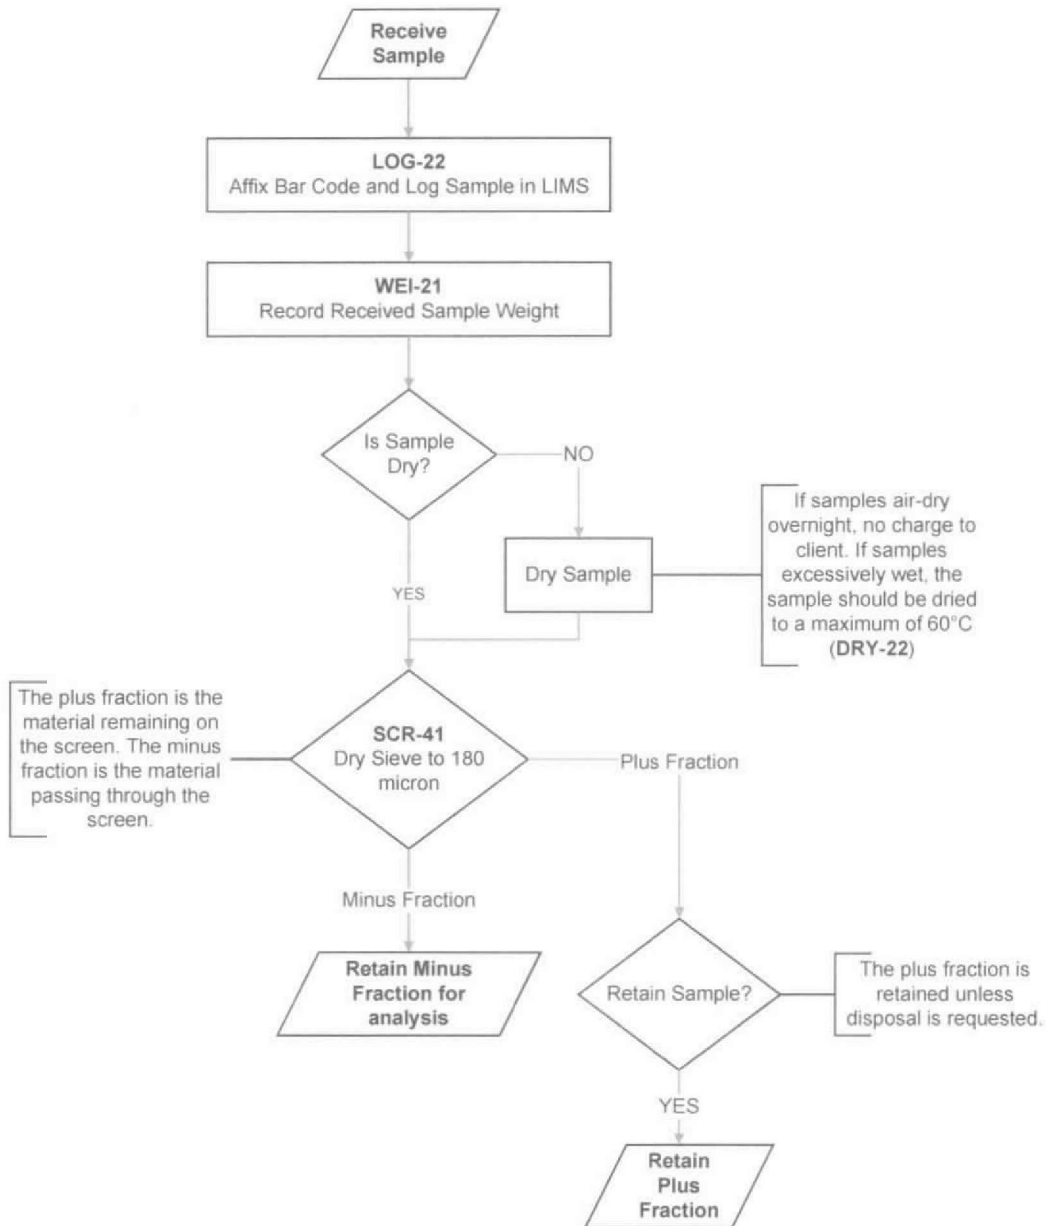 Receive
Sample
LOG-22
Affix Bar Code and Log Sample in LIMS
WEI-21
Record Received Sample Weight
Is Sample
Dry?
NO
YES
Dry Sample
If samples air-dry
overnight, no charge to
client. If samples
excessively wet, the
sample should be dried
to a maximum of 60°C
(DRY-22)
The plus fraction is the
material remaining on
the screen. The minus
fraction is the material
passing through the
screen.
SCR-41
Dry Sieve to 180
micron
Plus Fraction
Minus Fraction
Retain Minus
Fraction for
analysis
Retain Sample?
The plus fraction is
retained unless
disposal is requested.
YES
Retain
Plus
Fraction